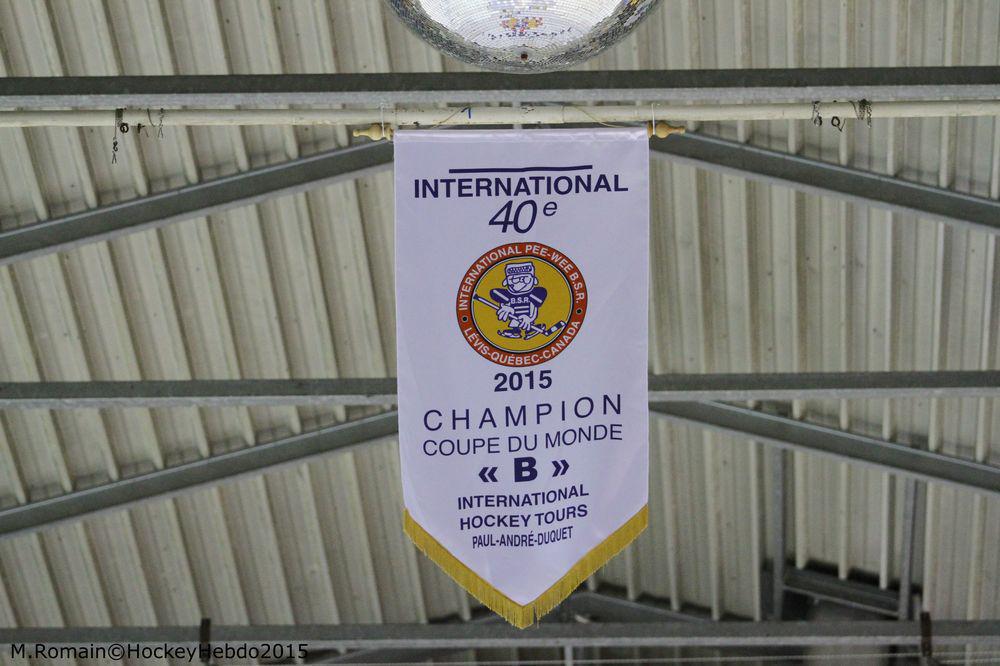 INTERNATIONAL
40e
INTERNATIONAL PEE-WEE B.S.R.
B.S.R.
LÉVIS-QUÉBEC-CANADA
2015
CHAMPION
COUPE DU MONDE
« B »
INTERNATIONAL
HOCKEY TOURS
PAUL-ANDRÉ-DUQUET
M.Romain©HockeyHebdo2015